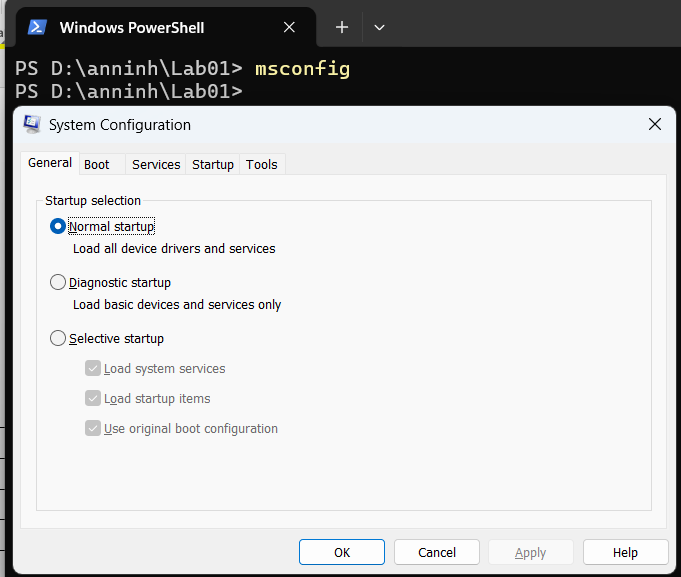 Windows PowerShell
PS D:\anninh\Lab01> msconfig
PS D:\anninh\Lab01>
System Configuration
General Boot Services Startup Tools
Startup selection
Normal startup
Load all device drivers and services
Diagnostic startup
Load basic devices and services only
Selective startup
Load system services
Load startup items
Use original boot configuration
OK Cancel Apply Help